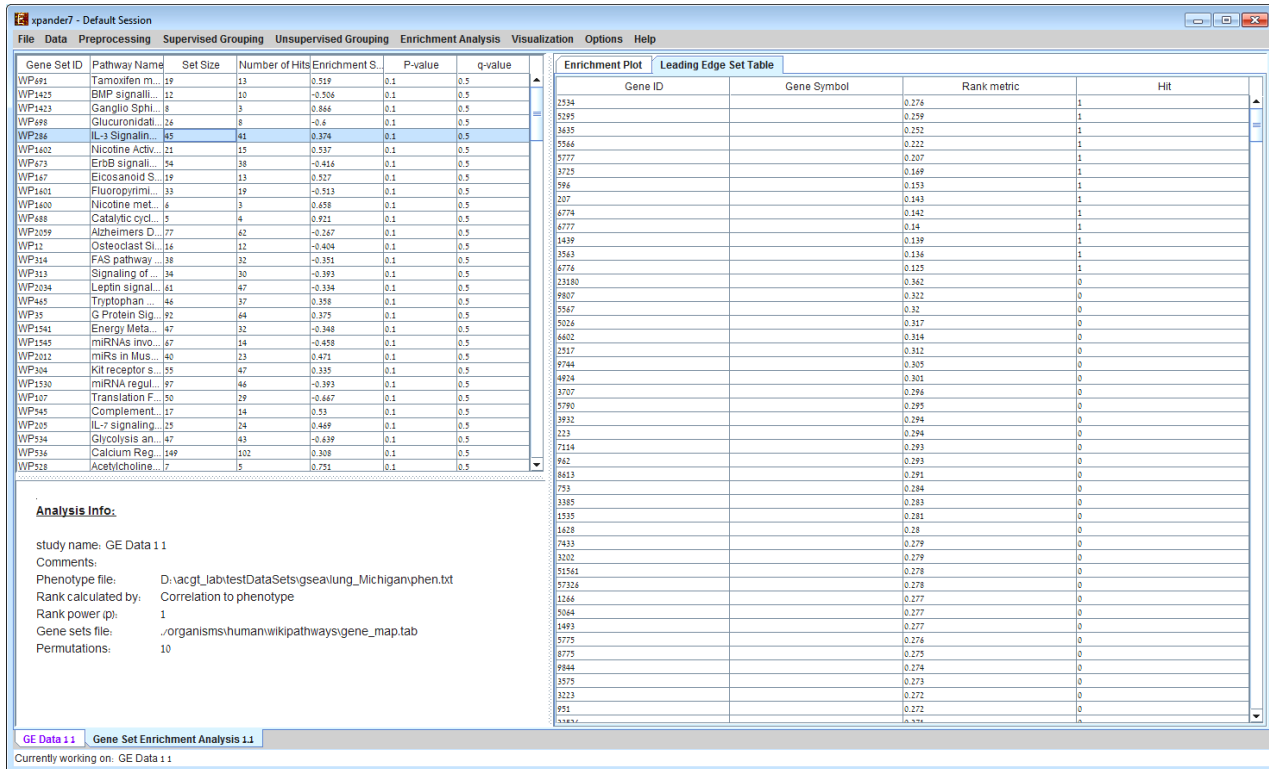 xpander7 - Default Session
File Data Preprocessing Supervised Grouping Unsupervised Grouping Enrichment Analysis Visualization Options Help
Gene Set ID Pathway Name Set Size Number of Hits Enrichment S... P-value q-value
WP691 Tamoxifen m... 19 13 0.519 0.1 0.5
WP1425 BMP signalli... 12 10 -0.506 0.1 0.5
WP1423 Ganglio Sphi... 8 3 0.866 0.1 0.5
WP698 Glucuronidati... 26 8 -0.6 0.1 0.5
WP286 IL-3 Signalin... 45 41 0.374 0.1 0.5
WP1602 Nicotine Activ... 21 15 0.537 0.1 0.5
WP673 ErbB signali... 54 38 -0.416 0.1 0.5
WP167 Eicosanoid S... 19 13 0.527 0.1 0.5
WP1601 Fluoropyrimi... 33 19 -0.513 0.1 0.5
WP1600 Nicotine met... 6 3 0.658 0.1 0.5
WP688 Catalytic cycl... 5 4 0.921 0.1 0.5
WP2059 Alzheimers D... 77 62 -0.267 0.1 0.5
WP12 Osteoclast Si... 16 12 -0.404 0.1 0.5
WP314 FAS pathway ... 38 32 -0.351 0.1 0.5
WP313 Signaling of ... 34 30 -0.393 0.1 0.5
WP2034 Leptin signal... 61 47 -0.334 0.1 0.5
WP465 Tryptophan ... 46 37 0.358 0.1 0.5
WP35 G Protein Sig... 92 64 0.375 0.1 0.5
WP1541 Energy Meta... 47 32 -0.348 0.1 0.5
WP1545 miRNAs invo... 67 14 -0.458 0.1 0.5
WP2012 miRs in Mus... 40 23 0.471 0.1 0.5
WP304 Kit receptor s... 55 47 0.335 0.1 0.5
WP1530 miRNA regul... 97 46 -0.393 0.1 0.5
WP107 Translation F... 50 29 -0.667 0.1 0.5
WP545 Complement... 17 14 0.53 0.1 0.5
WP205 IL-7 signaling... 25 24 0.469 0.1 0.5
WP534 Glycolysis an... 47 43 -0.639 0.1 0.5
WP536 Calcium Reg... 149 102 0.308 0.1 0.5
WP528 Acetylcholine... 7 5 0.751 0.1 0.5
Analysis Info:
study name: GE Data 1 1
Comments:
Phenotype file: D:\acgt_lab\testDataSets\gsea\lung_Michigan\phen.txt
Rank calculated by: Correlation to phenotype
Rank power (p): 1
Gene sets file: ./organisms\human\wikipathways\gene_map.tab
Permutations: 10
Enrichment Plot Leading Edge Set Table
Gene ID Gene Symbol Rank metric Hit
2534 0.276 1
5295 0.259 1
3635 0.252 1
5566 0.222 1
5777 0.207 1
3725 0.169 1
596 0.153 1
207 0.143 1
6774 0.142 1
6777 0.14 1
1439 0.139 1
3563 0.136 1
6776 0.125 1
23180 0.362 0
9807 0.322 0
5567 0.32 0
5026 0.317 0
6602 0.314 0
2517 0.312 0
9744 0.305 0
4924 0.301 0
3707 0.296 0
5790 0.295 0
3932 0.294 0
223 0.294 0
7114 0.293 0
962 0.293 0
8613 0.291 0
753 0.284 0
3385 0.283 0
1535 0.281 0
1628 0.28 0
7433 0.279 0
3202 0.279 0
51561 0.278 0
57326 0.278 0
1266 0.277 0
5064 0.277 0
1493 0.277 0
5775 0.276 0
8775 0.275 0
9844 0.274 0
3575 0.273 0
3223 0.272 0
951 0.272 0
GE Data 1 1 Gene Set Enrichment Analysis 1.1
Currently working on: GE Data 1 1